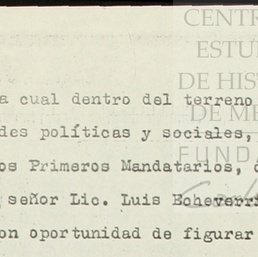 CENTR
ESTU
DE HIS
DE ME
FUND
a cual dentro del terreno
des políticas y sociales,
os Primeros Mandatarios,
señor Lic. Luis Echeverrí
on oportunidad de figurar